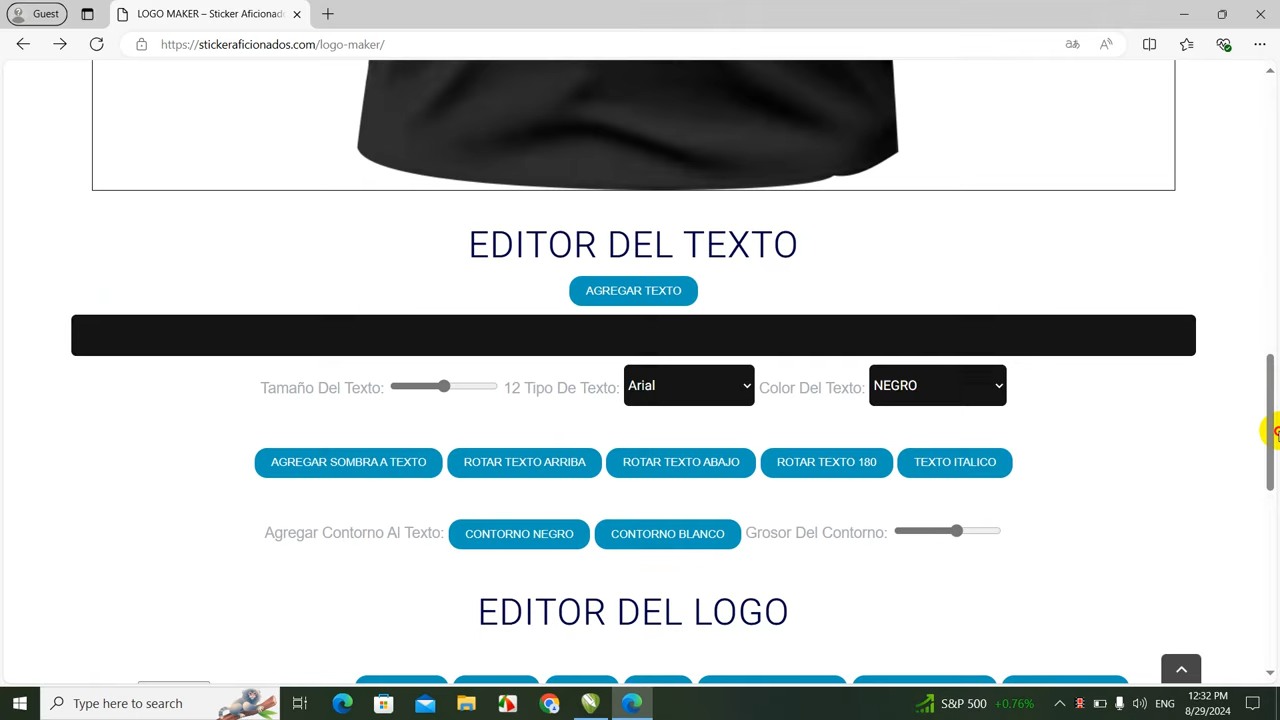 Guest
LOGO MAKER – Sticker Aficionado
https://stickeraficionados.com/logo-maker/
EDITOR DEL TEXTO
AGREGAR TEXTO
Tamaño Del Texto: 12 Tipo De Texto: Arial Color Del Texto: NEGRO
AGREGAR SOMBRA A TEXTO ROTAR TEXTO ARRIBA ROTAR TEXTO ABAJO ROTAR TEXTO 180 TEXTO ITALICO
Agregar Contorno Al Texto: CONTORNO NEGRO CONTORNO BLANCO Grosor Del Contorno:
EDITOR DEL LOGO
Type here to search
S&P 500 +0.76%
ENG
12:32 PM
8/29/2024